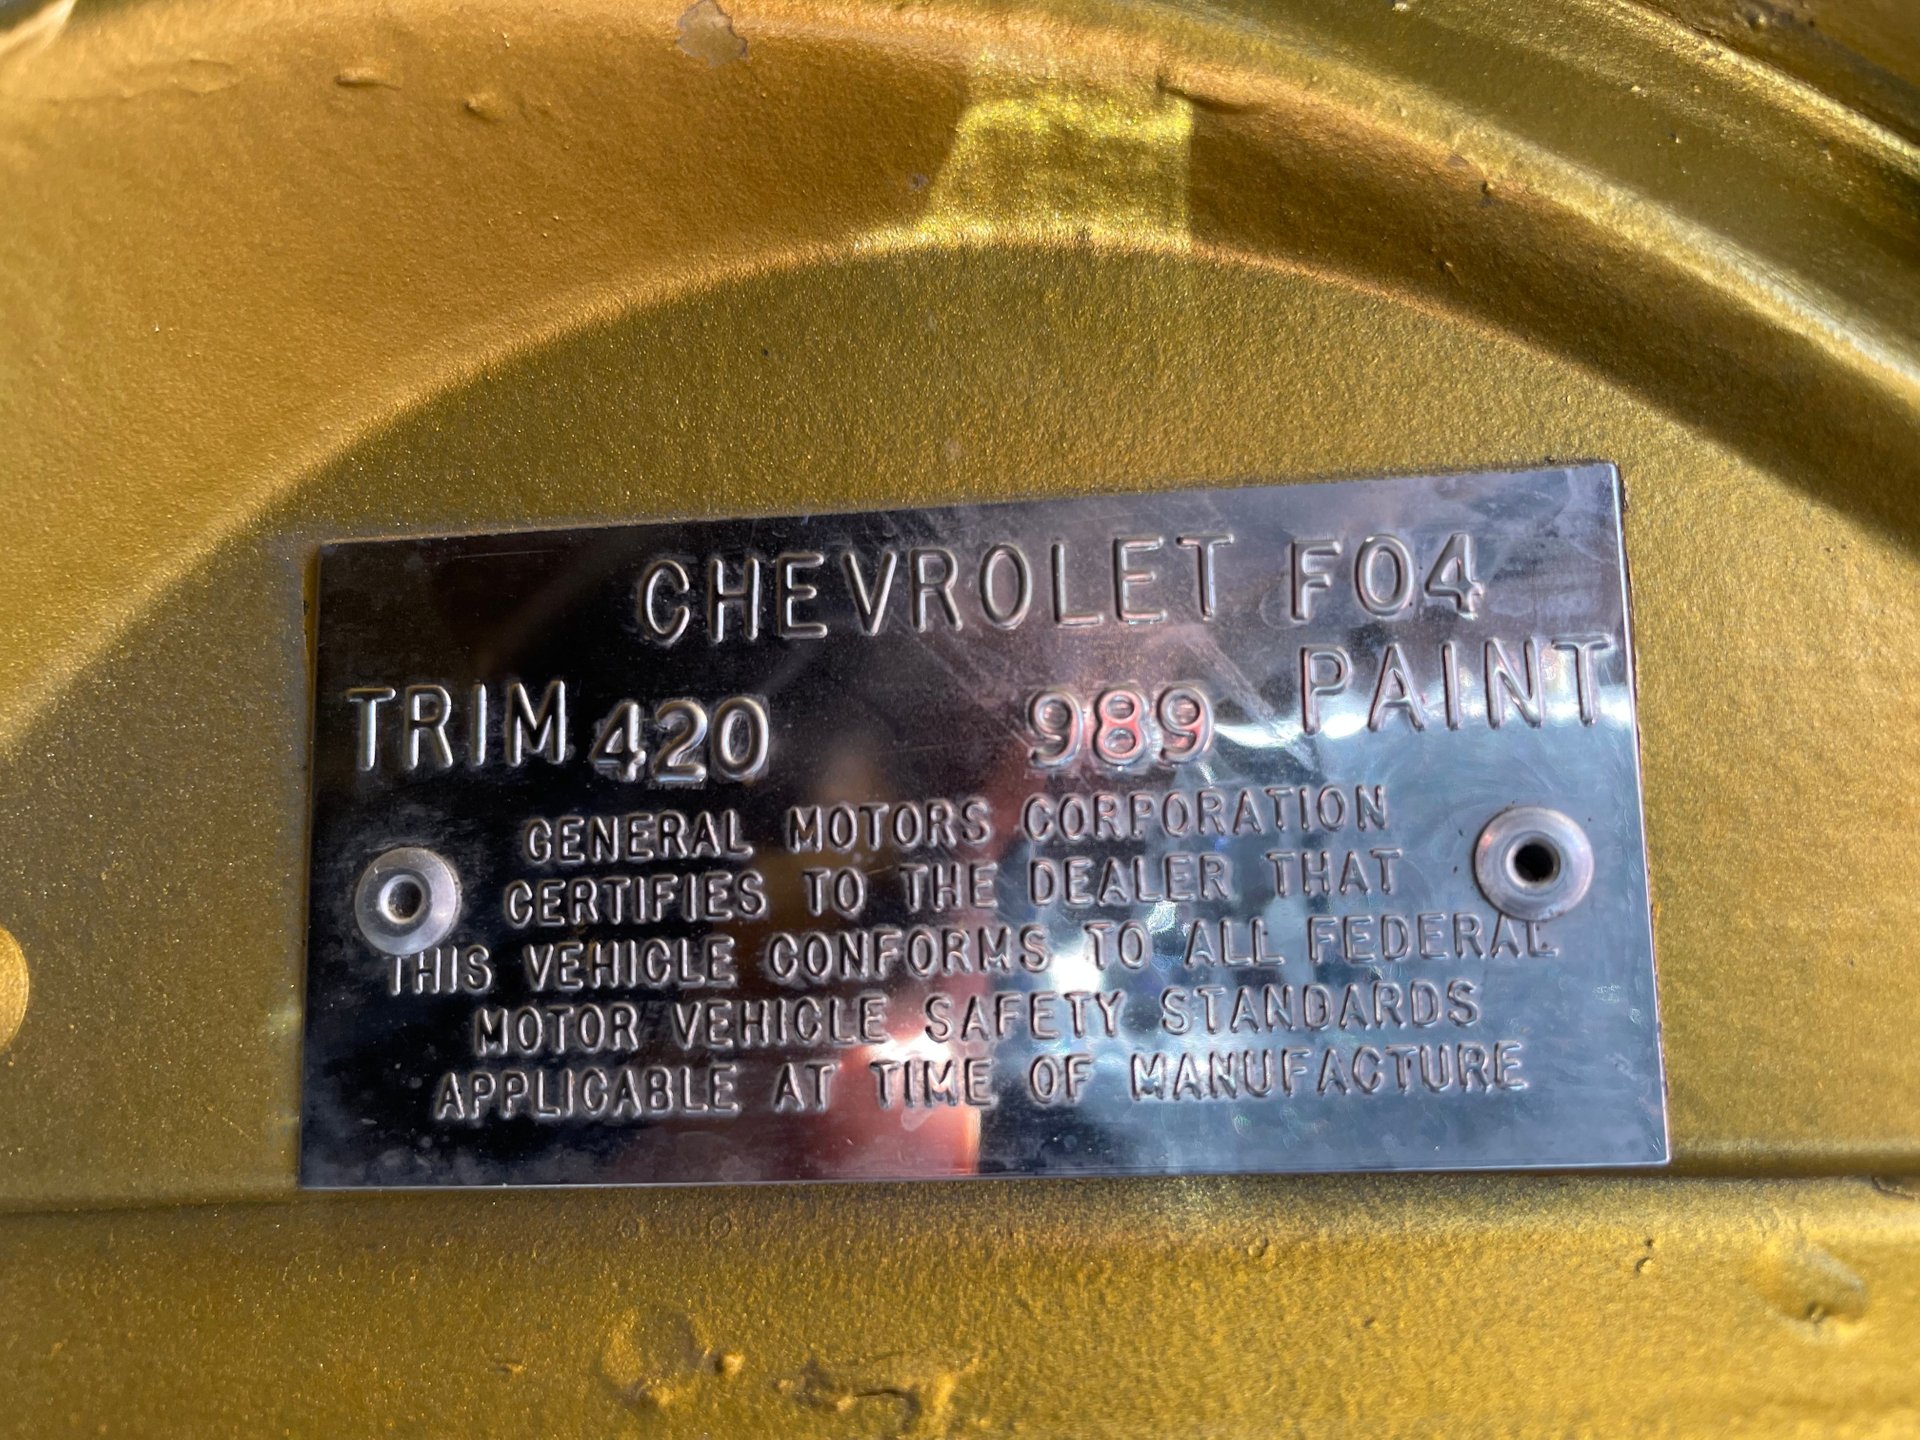 CHEVROLET F04
TRIM 420 989 PAINT
GENERAL MOTORS CORPORATION
CERTIFIES TO THE DEALER THAT
THIS VEHICLE CONFORMS TO ALL FEDERAL
MOTOR VEHICLE SAFETY STANDARDS
APPLICABLE AT TIME OF MANUFACTURE